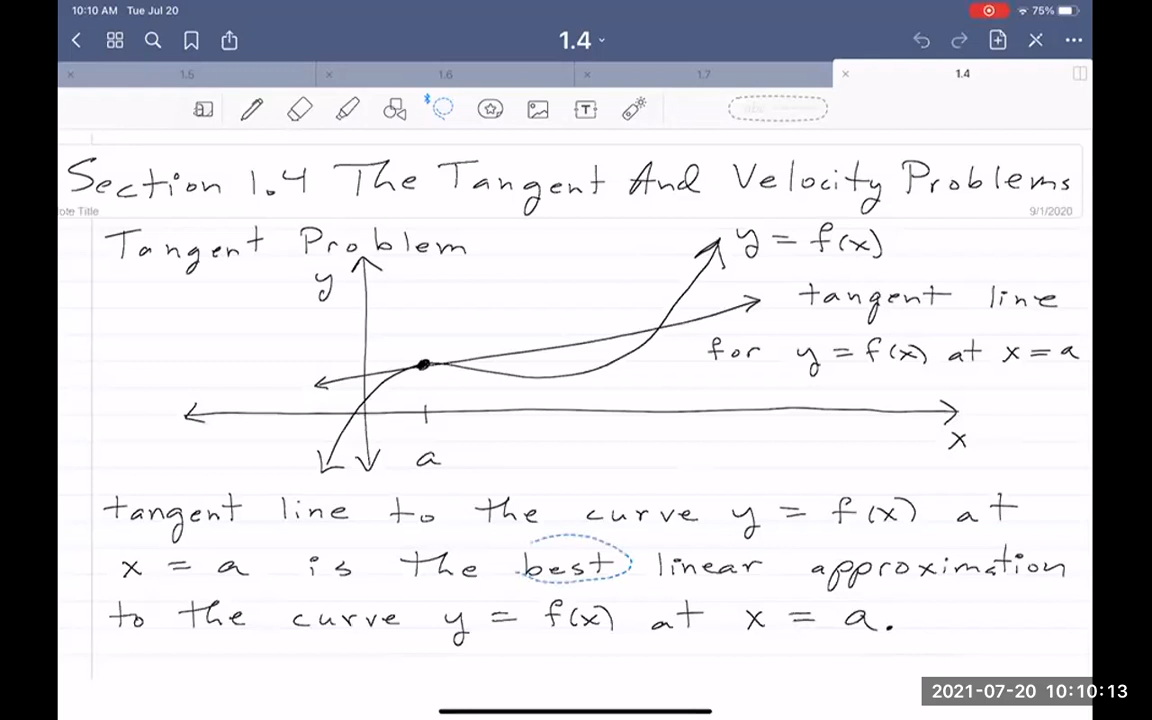 10:10 AM Tue Jul 20
75%
1.4
1.5
1.6
1.7
1.4
T
Section 1.4 The Tangent And Velocity Problems
ote Title
9/1/2020
Tangent Problem
y = f(x)
y
tangent line
for y = f(x) at x = a
x
a
tangent line to the curve y = f(x) at
x = a is the best linear approximation
to the curve y = f(x) at x = a.
2021-07-20 10:10:13